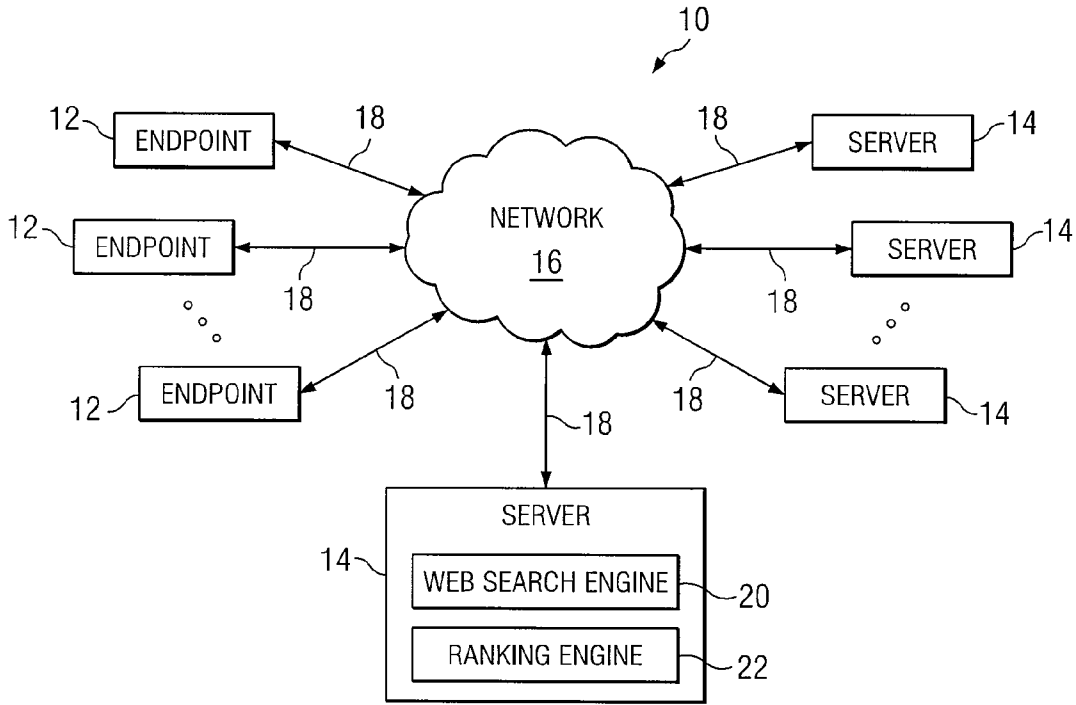 10
12
ENDPOINT
18
18
SERVER
14
NETWORK
16
12
ENDPOINT
18
18
SERVER
14
12
ENDPOINT
18
18
SERVER
14
18
SERVER
14
WEB SEARCH ENGINE
20
RANKING ENGINE
22